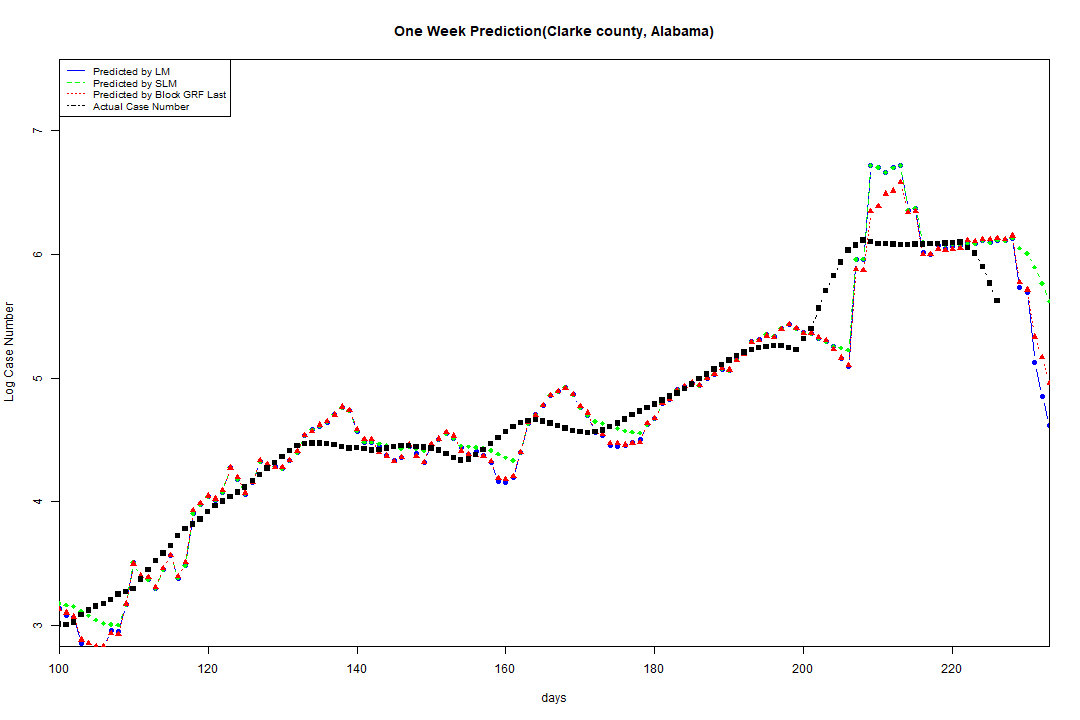 One Week Prediction(Clarke county, Alabama)
Predicted by LM
Predicted by SLM
Predicted by Block GRF Last
Actual Case Number
7
6
5
4
3
Log Case Number
100 120 140 160 180 200 220
days